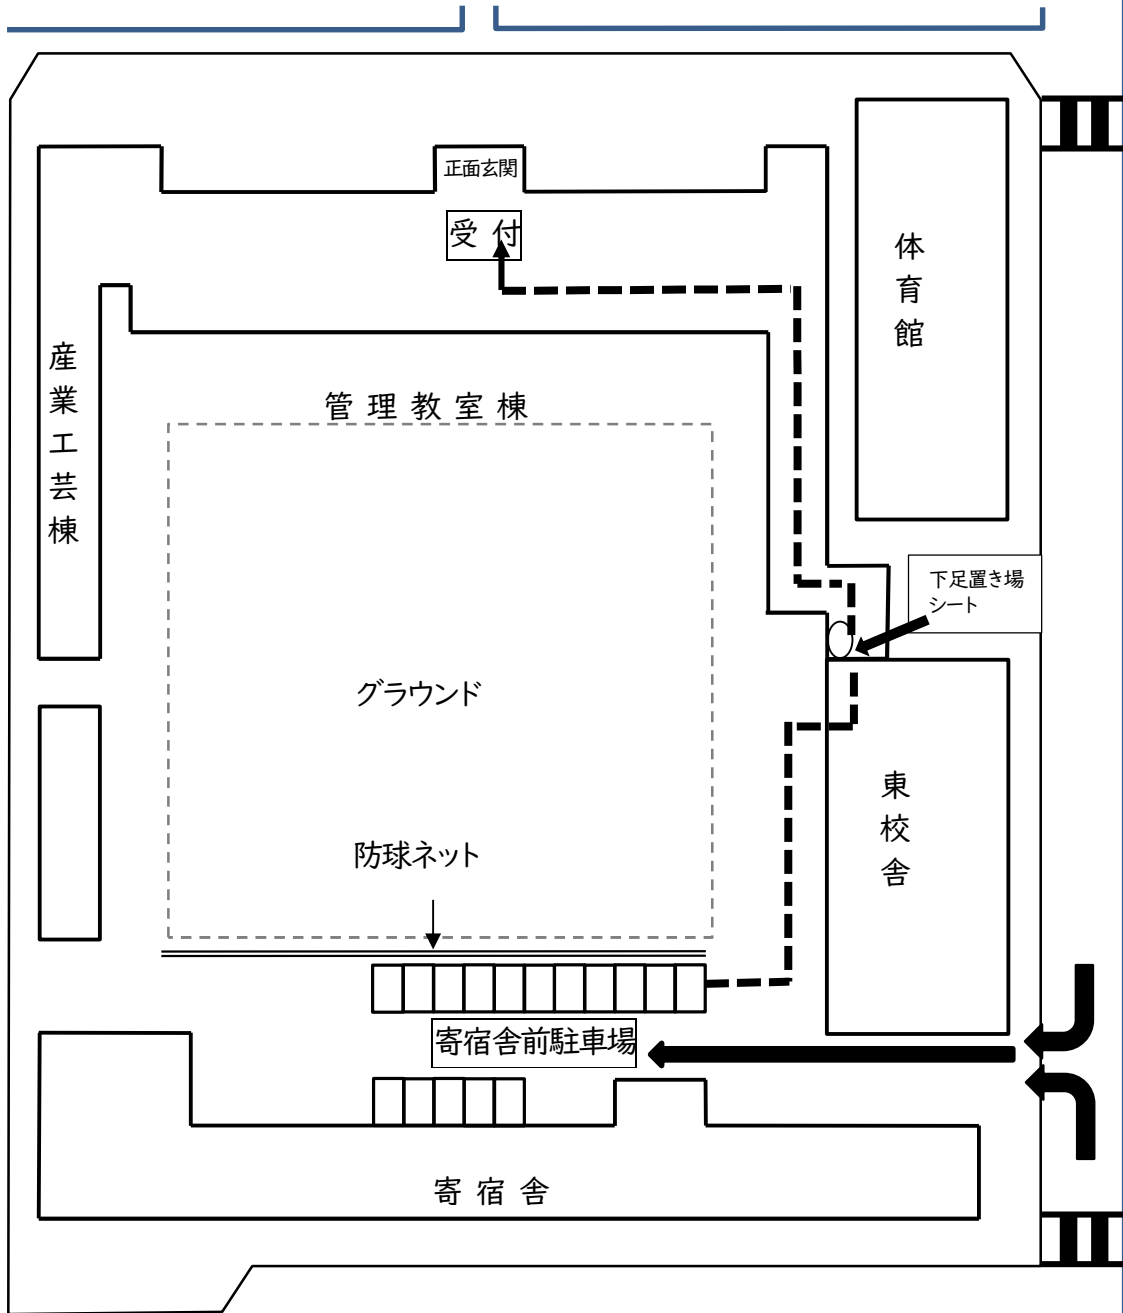 正面玄関
受付
体育館
産業工芸棟
管理教室棟
下足置き場
シート
グラウンド
東校舎
防球ネット
寄宿舎前駐車場
寄宿舎